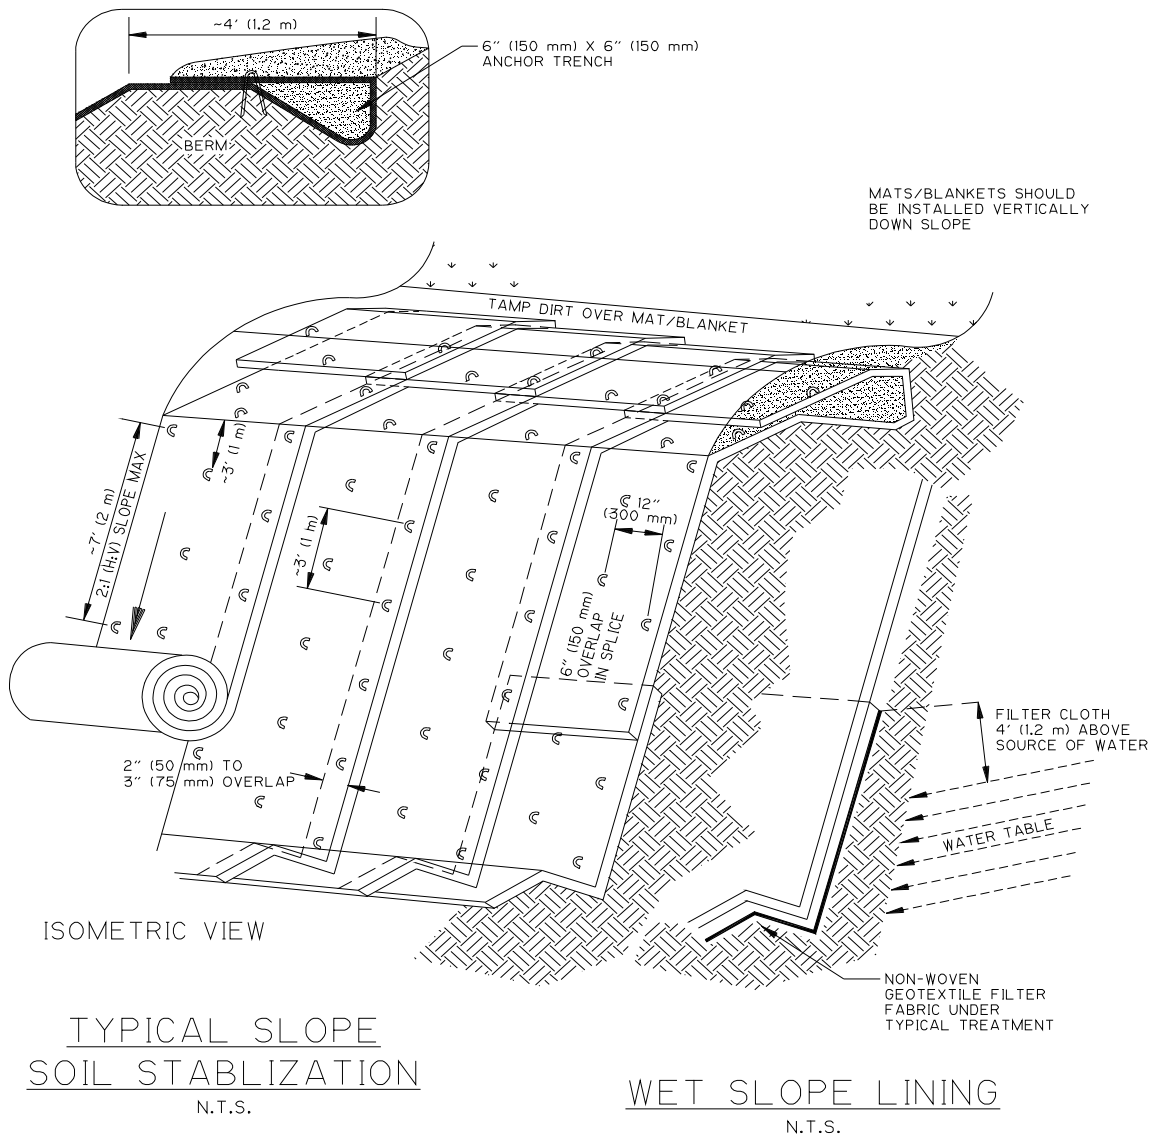 ~4' (1.2 m)
6" (150 mm) X 6" (150 mm)
ANCHOR TRENCH
BERM
MATS/BLANKETS SHOULD
BE INSTALLED VERTICALLY
DOWN SLOPE
TAMP DIRT OVER MAT/BLANKET
~3' (1 m)
~7' (2 m)
2:1 (H:V) SLOPE MAX
~3' (1 m)
12"
(300 mm)
6" (150 mm)
OVERLAP
IN SPLICE
2" (50 mm) TO
3" (75 mm) OVERLAP
FILTER CLOTH
4' (1.2 m) ABOVE
SOURCE OF WATER
WATER TABLE
ISOMETRIC VIEW
NON-WOVEN
GEOTEXTILE FILTER
FABRIC UNDER
TYPICAL TREATMENT
TYPICAL SLOPE
SOIL STABLIZATION
N.T.S.
WET SLOPE LINING
N.T.S.